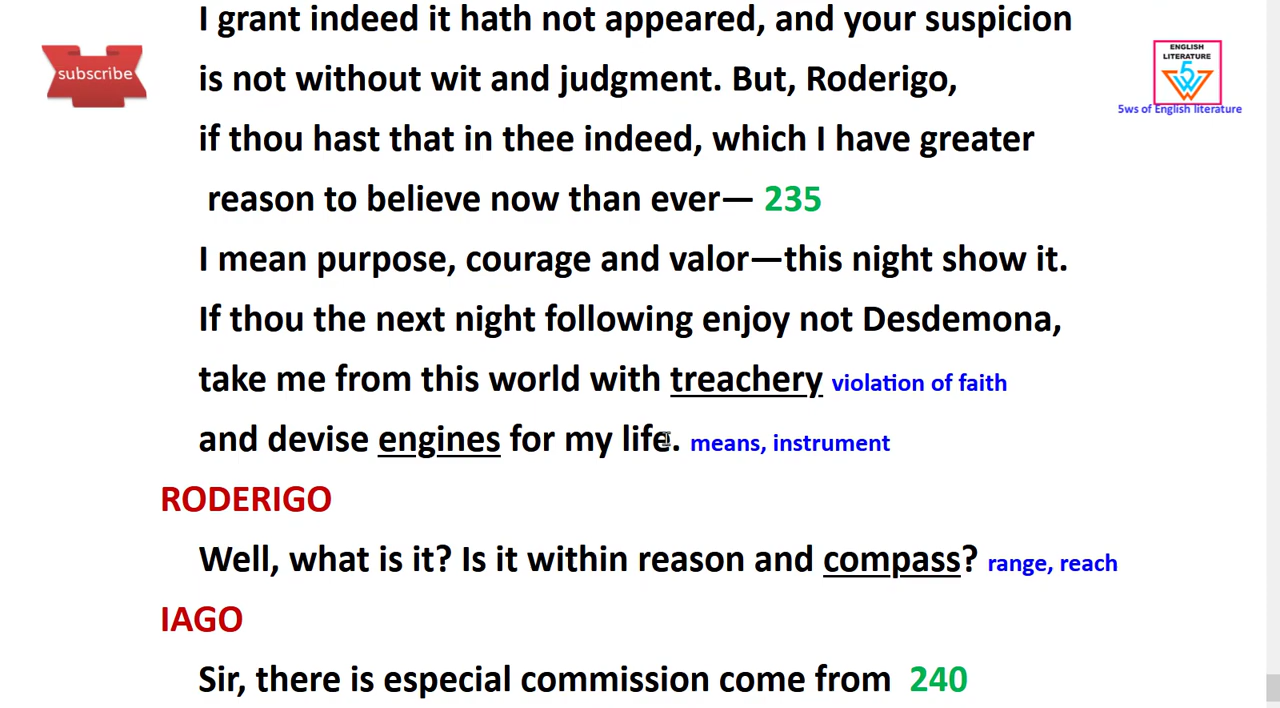 I grant indeed it hath not appeared, and your suspicion
subscribe
ENGLISH
LITERATURE
5
W
5ws of English literature
is not without wit and judgment. But, Roderigo,
if thou hast that in thee indeed, which I have greater
reason to believe now than ever— 235
I mean purpose, courage and valor—this night show it.
If thou the next night following enjoy not Desdemona,
take me from this world with treachery violation of faith
and devise engines for my life. means, instrument
RODERIGO
Well, what is it? Is it within reason and compass? range, reach
IAGO
Sir, there is especial commission come from 240